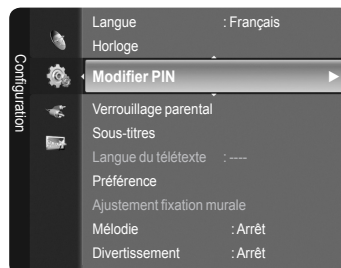 Configuration
Langue : Français
Horloge
Modifier PIN
Verrouillage parental
Sous-titres
Langue du télétexte : ----
Préférence
Ajustement fixation murale
Mélodie : Arrêt
Divertissement : Arrêt